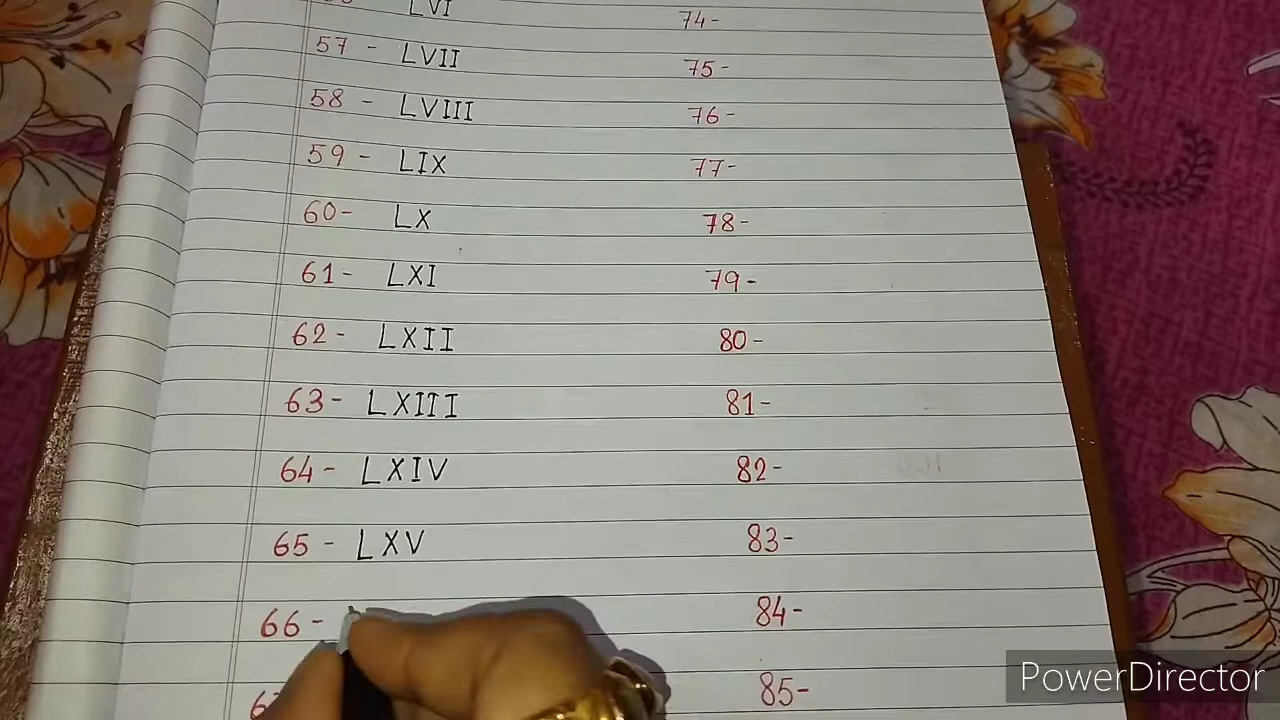 LVI
57 - LVII
58 - LVIII
59 - LIX
60- LX
61- LXI
62- LXII
63- LXIII
64- LXIV
65 - LXV
66-
74-
75-
76-
77-
78-
79-
80-
81-
82-
83-
84-
85-
PowerDirector